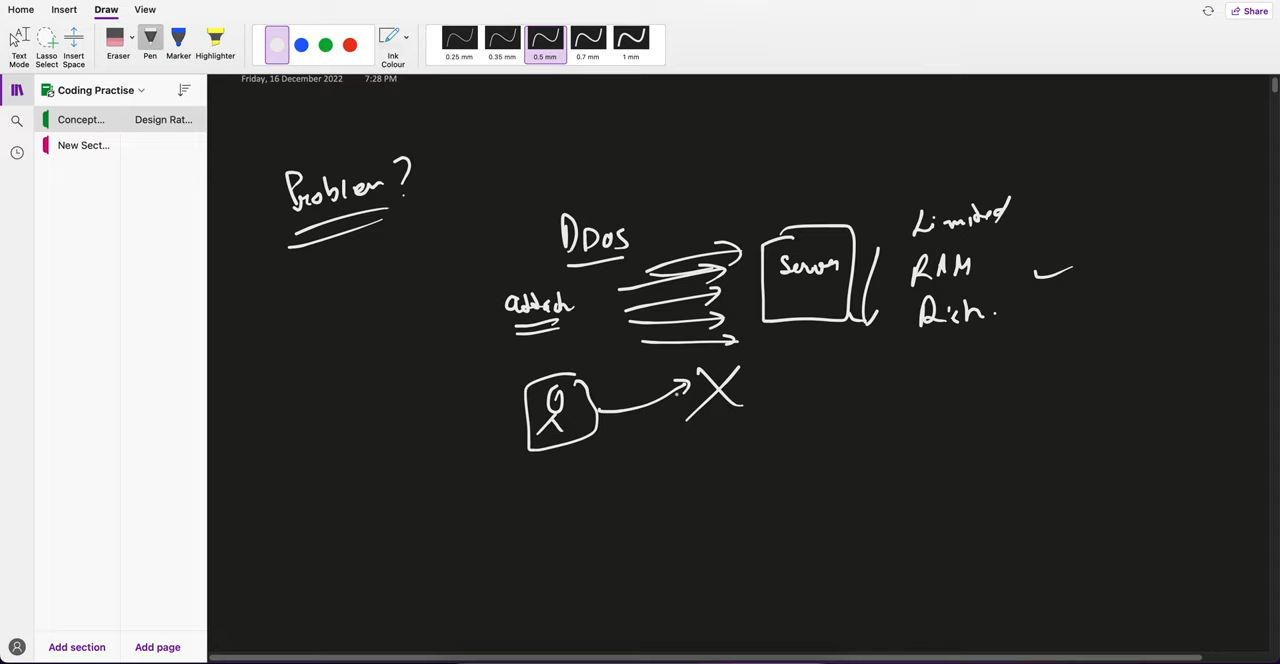 Home Insert Draw View
Share
Text Mode
Lasso Select
Insert Space
Eraser
Pen
Marker
Highlighter
Ink Colour
0.25 mm
0.35 mm
0.5 mm
0.7 mm
1 mm
Friday, 16 December 2022 7:28 PM
Coding Practise
Concept... Design Rat...
New Sect...
Problem?
DDOS
attack
Server
Limited
RAM
Add section Add page